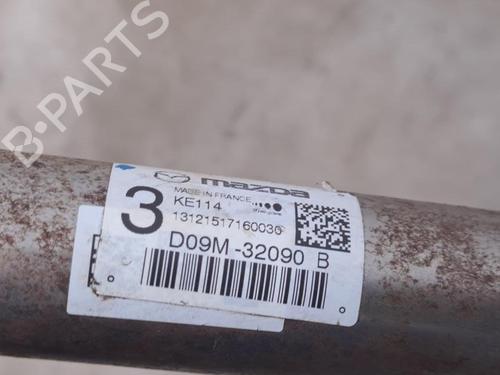 B-PARTS
mazda
3
MADE IN FRANCE
KE114
13121517160030
D09M-32090 B